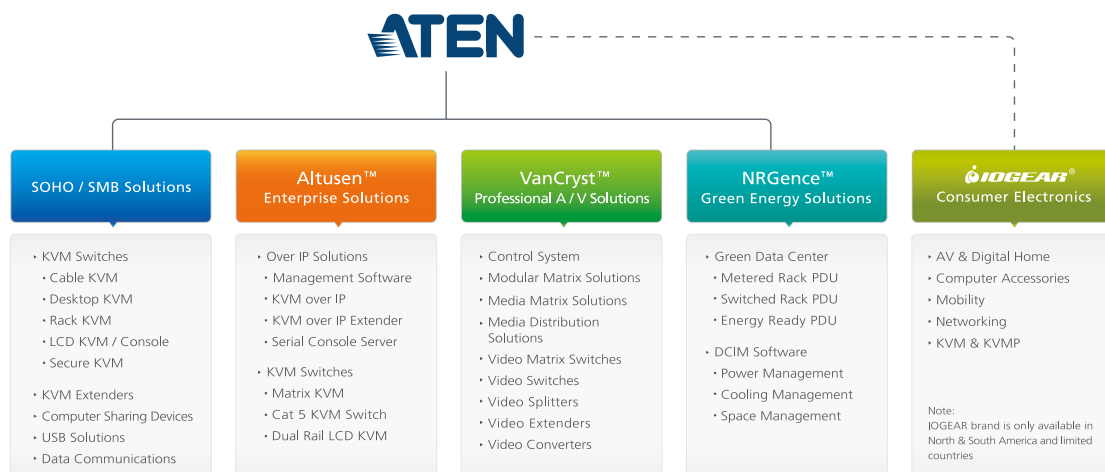 ATEN
SOHO / SMB Solutions
KVM Switches
Cable KVM
Desktop KVM
Rack KVM
LCD KVM / Console
Secure KVM
KVM Extenders
Computer Sharing Devices
USB Solutions
Data Communications
Altusen™
Enterprise Solutions
Over IP Solutions
Management Software
KVM over IP
KVM over IP Extender
Serial Console Server
KVM Switches
Matrix KVM
Cat 5 KVM Switch
Dual Rail LCD KVM
VanCryst™
Professional A / V Solutions
Control System
Modular Matrix Solutions
Media Matrix Solutions
Media Distribution
Solutions
Video Matrix Switches
Video Switches
Video Splitters
Video Extenders
Video Converters
NRGence™
Green Energy Solutions
Green Data Center
Metered Rack PDU
Switched Rack PDU
Energy Ready PDU
DCIM Software
Power Management
Cooling Management
Space Management
IOGEAR®
Consumer Electronics
AV & Digital Home
Computer Accessories
Mobility
Networking
KVM & KVMP
Note:
IOGEAR brand is only available in
North & South America and limited
countries